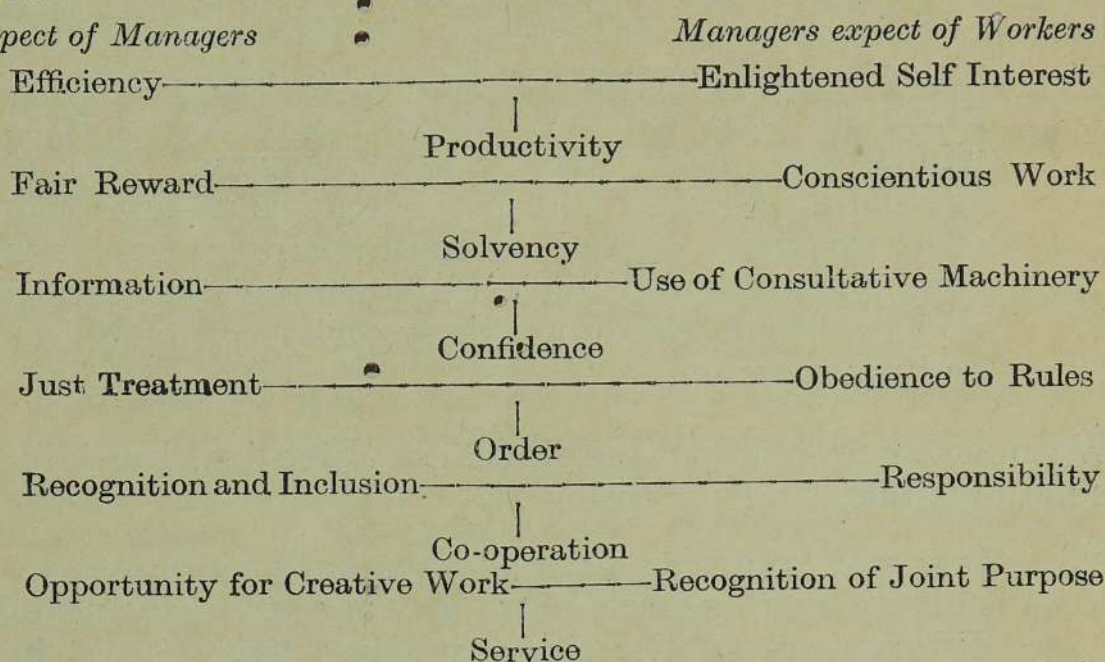 pect of Managers Managers expect of Workers
Efficiency Enlightened Self Interest
Productivity
Fair Reward Conscientious Work
Solvency
Information Use of Consultative Machinery
Confidence
Just Treatment Obedience to Rules
Order
Recognition and Inclusion Responsibility
Co-operation
Opportunity for Creative Work Recognition of Joint Purpose
Service